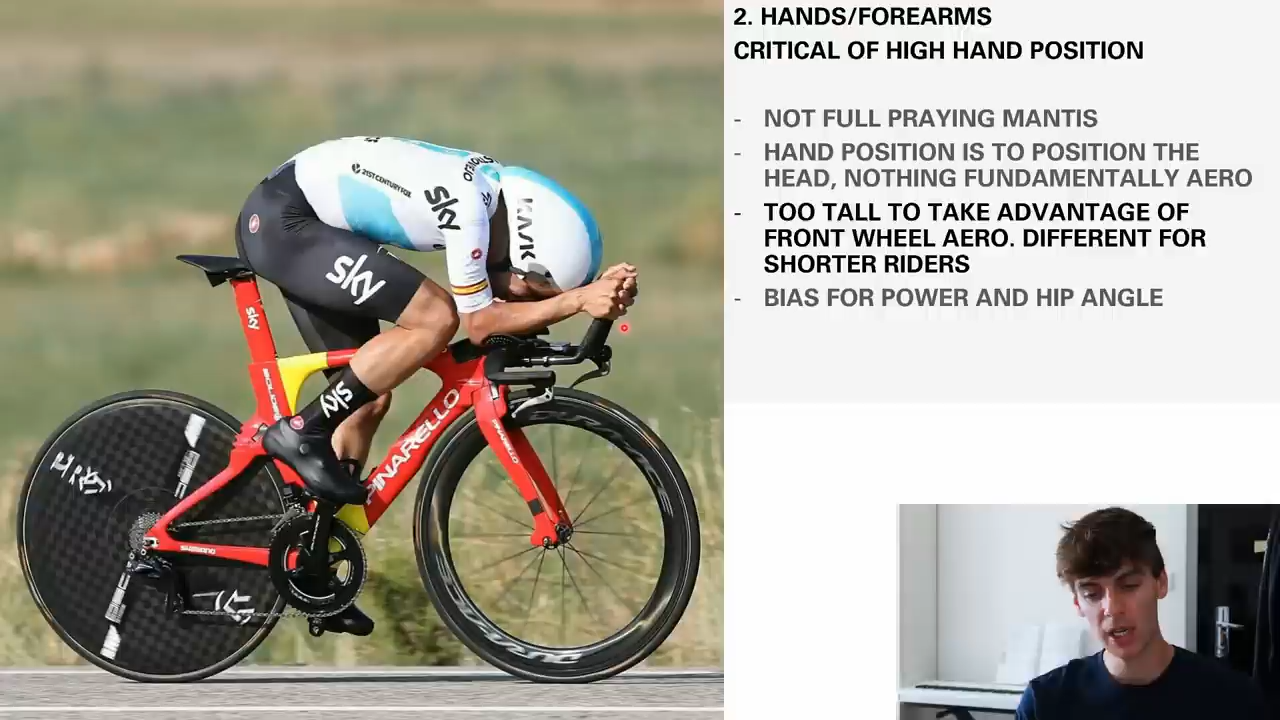 2. HANDS/FOREARMS
CRITICAL OF HIGH HAND POSITION
- NOT FULL PRAYING MANTIS
- HAND POSITION IS TO POSITION THE
HEAD, NOTHING FUNDAMENTALLY AERO
- TOO TALL TO TAKE ADVANTAGE OF
FRONT WHEEL AERO. DIFFERENT FOR
SHORTER RIDERS
- BIAS FOR POWER AND HIP ANGLE
21ST CENTURY FOX
sky
KASK
sky
sky
sky
PINARELLO
SHIMANO